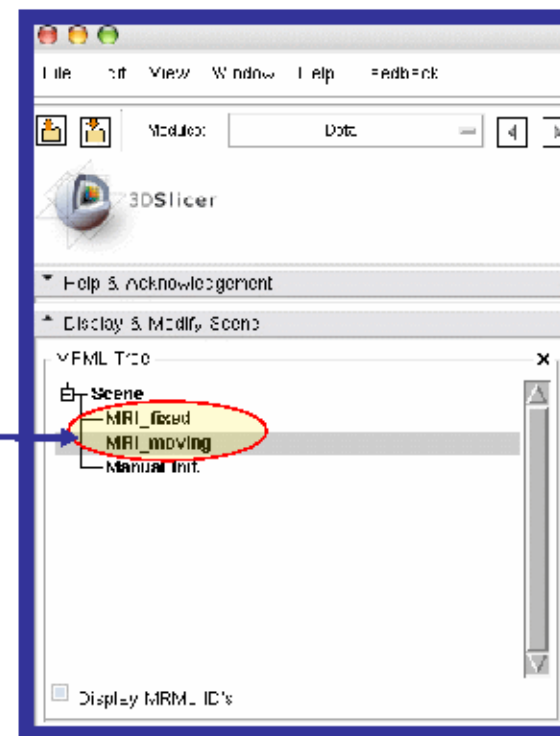 File Edit View Window Help Feedback
Modules: Data
3DSlicer
Help & Acknowledgement
Display & Modify Scene
MRML Tree
Scene
MRI_fixed
MRI_moving
Manual Init.
Display MRML ID's